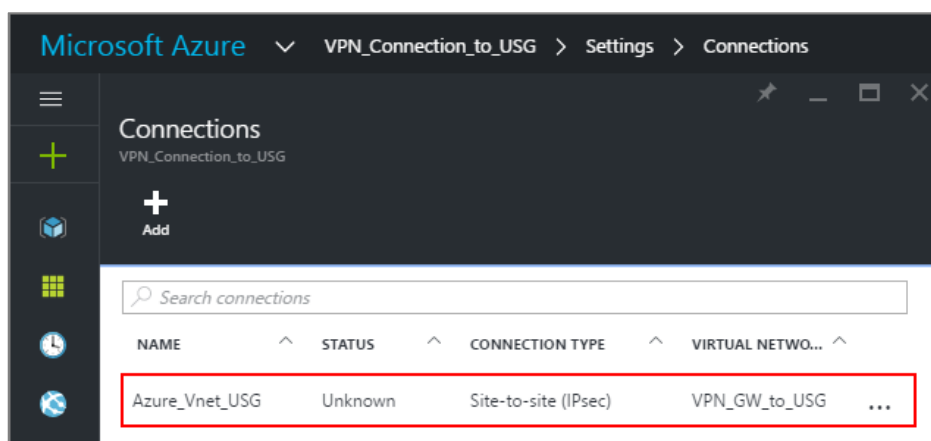 Microsoft Azure VPN_Connection_to_USG > Settings > Connections
Connections
VPN_Connection_to_USG
Add
Search connections
NAME STATUS CONNECTION TYPE VIRTUAL NETWO...
Azure_Vnet_USG Unknown Site-to-site (IPsec) VPN_GW_to_USG ...